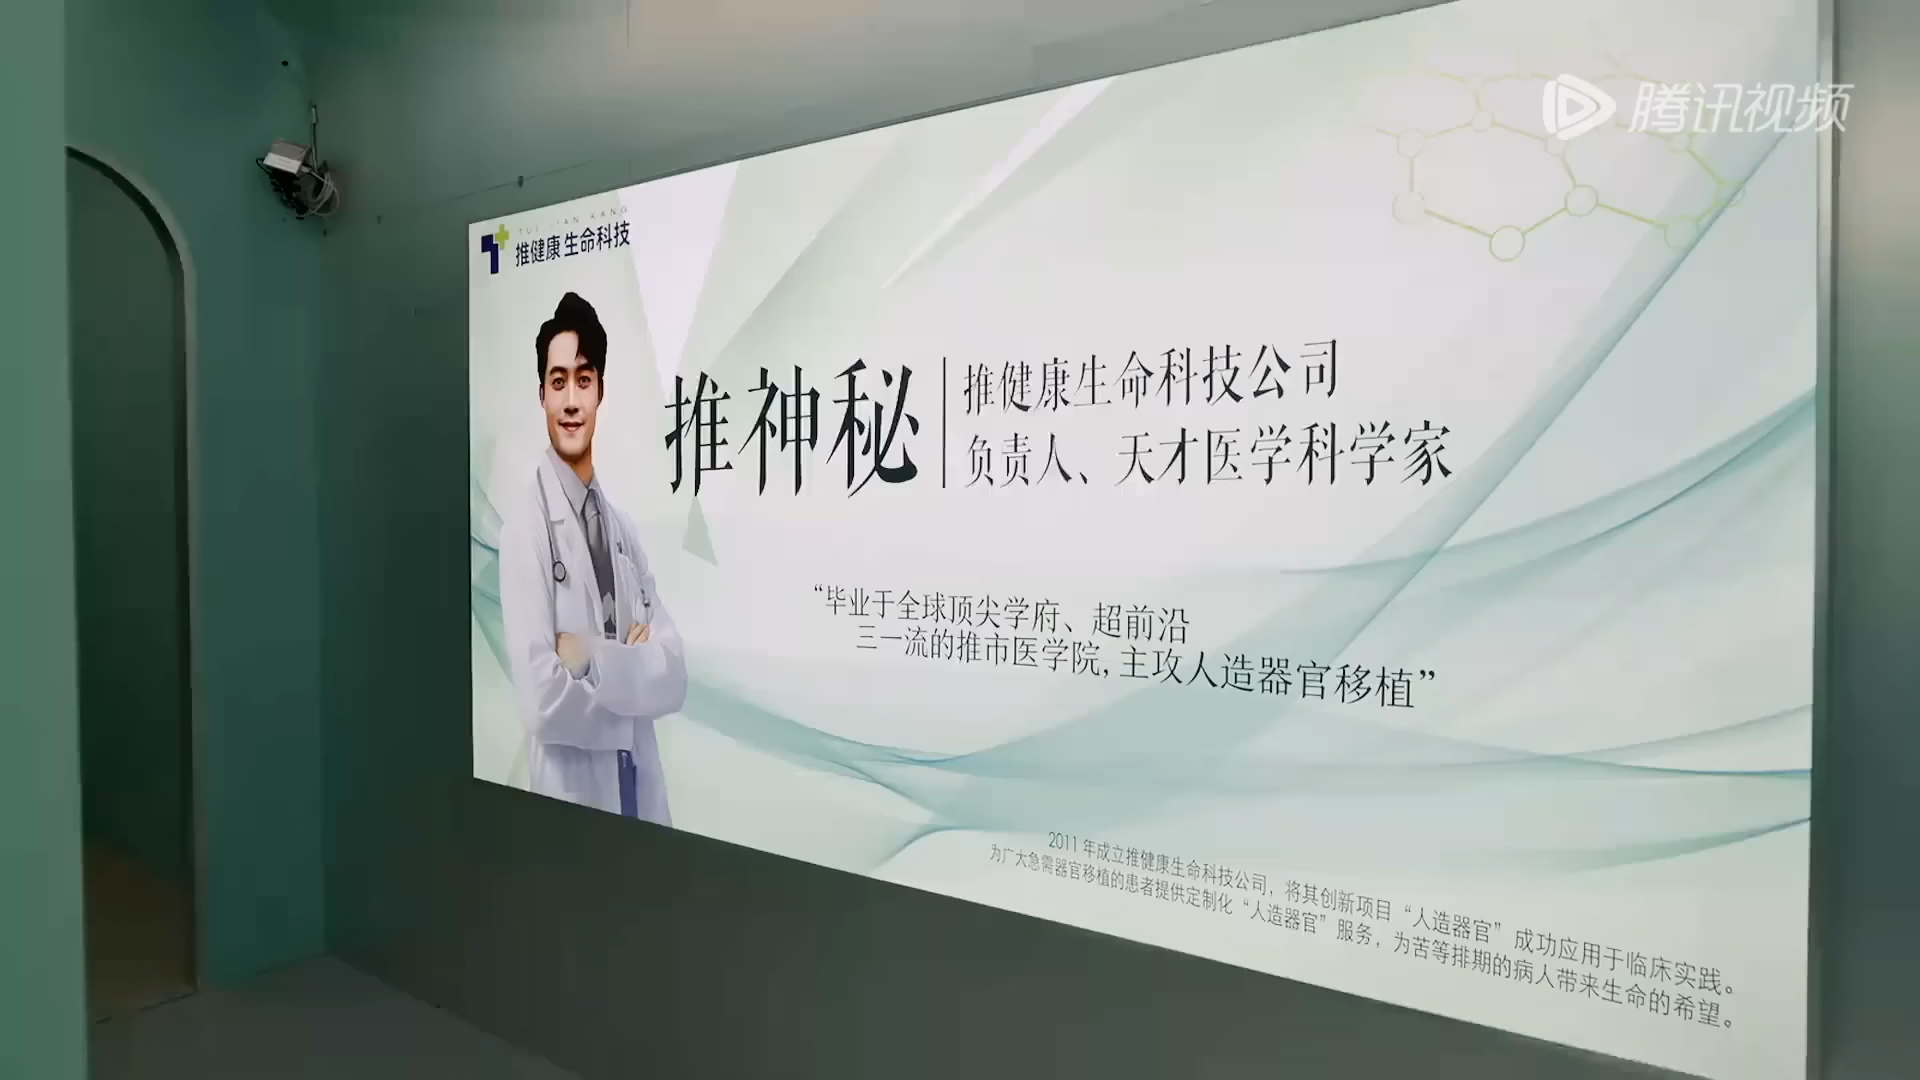 腾讯视频
TUI JIAN KANG
推健康生命科技
推神秘
推健康生命科技公司
负责人、天才医学科学家
“毕业于全球顶尖学府、超前沿
三一流的推市医学院,主攻人造器官移植”
2011年成立推健康生命科技公司，将其创新项目“人造器官”成功应用于临床实践。
为广大急需器官移植的患者提供定制化“人造器官”服务，为苦等排期的病人带来生命的希望。